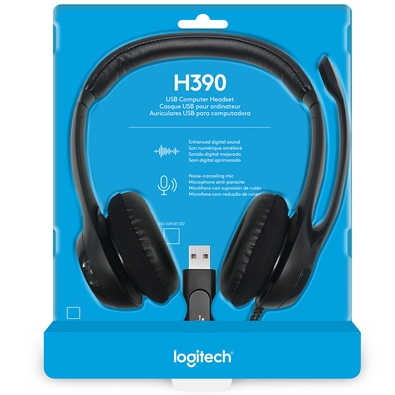 H390
USB Computer Headset
Casque USB pour ordinateur
Auriculares USB para computadora
Enhanced digital sound
Son numérique amélioré
Sonido digital mejorado
Som digital aprimorado
Noise-canceling mic
Microphone anti-parasite
Micrófono con supresión de ruido
Microfone com redução de ruído
logitech